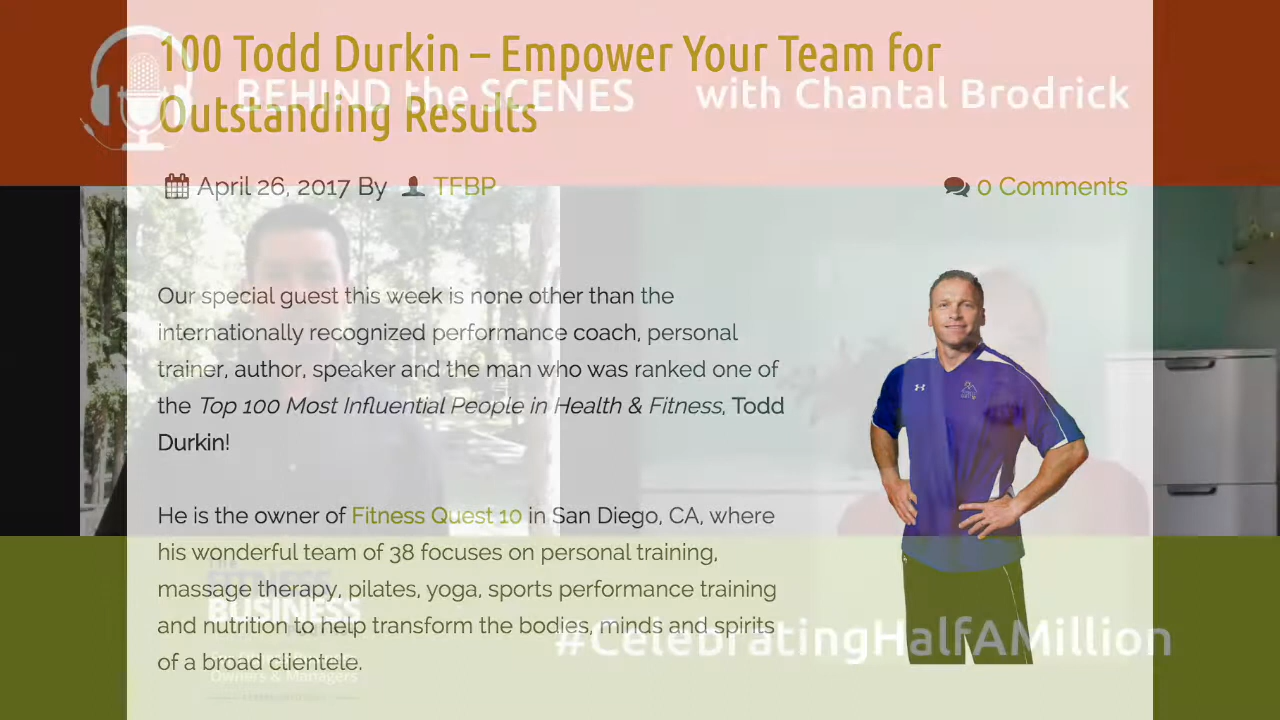 100 Todd Durkin – Empower Your Team for
Outstanding Results
BEHIND the SCENES with Chantal Brodrick
April 26, 2017 By TFBP
0 Comments
Our special guest this week is none other than the
internationally recognized performance coach, personal
trainer, author, speaker and the man who was ranked one of
the Top 100 Most Influential People in Health & Fitness, Todd
Durkin!
He is the owner of Fitness Quest 10 in San Diego, CA, where
his wonderful team of 38 focuses on personal training,
massage therapy, pilates, yoga, sports performance training
and nutrition to help transform the bodies, minds and spirits
of a broad clientele.
FITNESS
BUSINESS
Owners & Managers
#CelebratingHalfAMillion